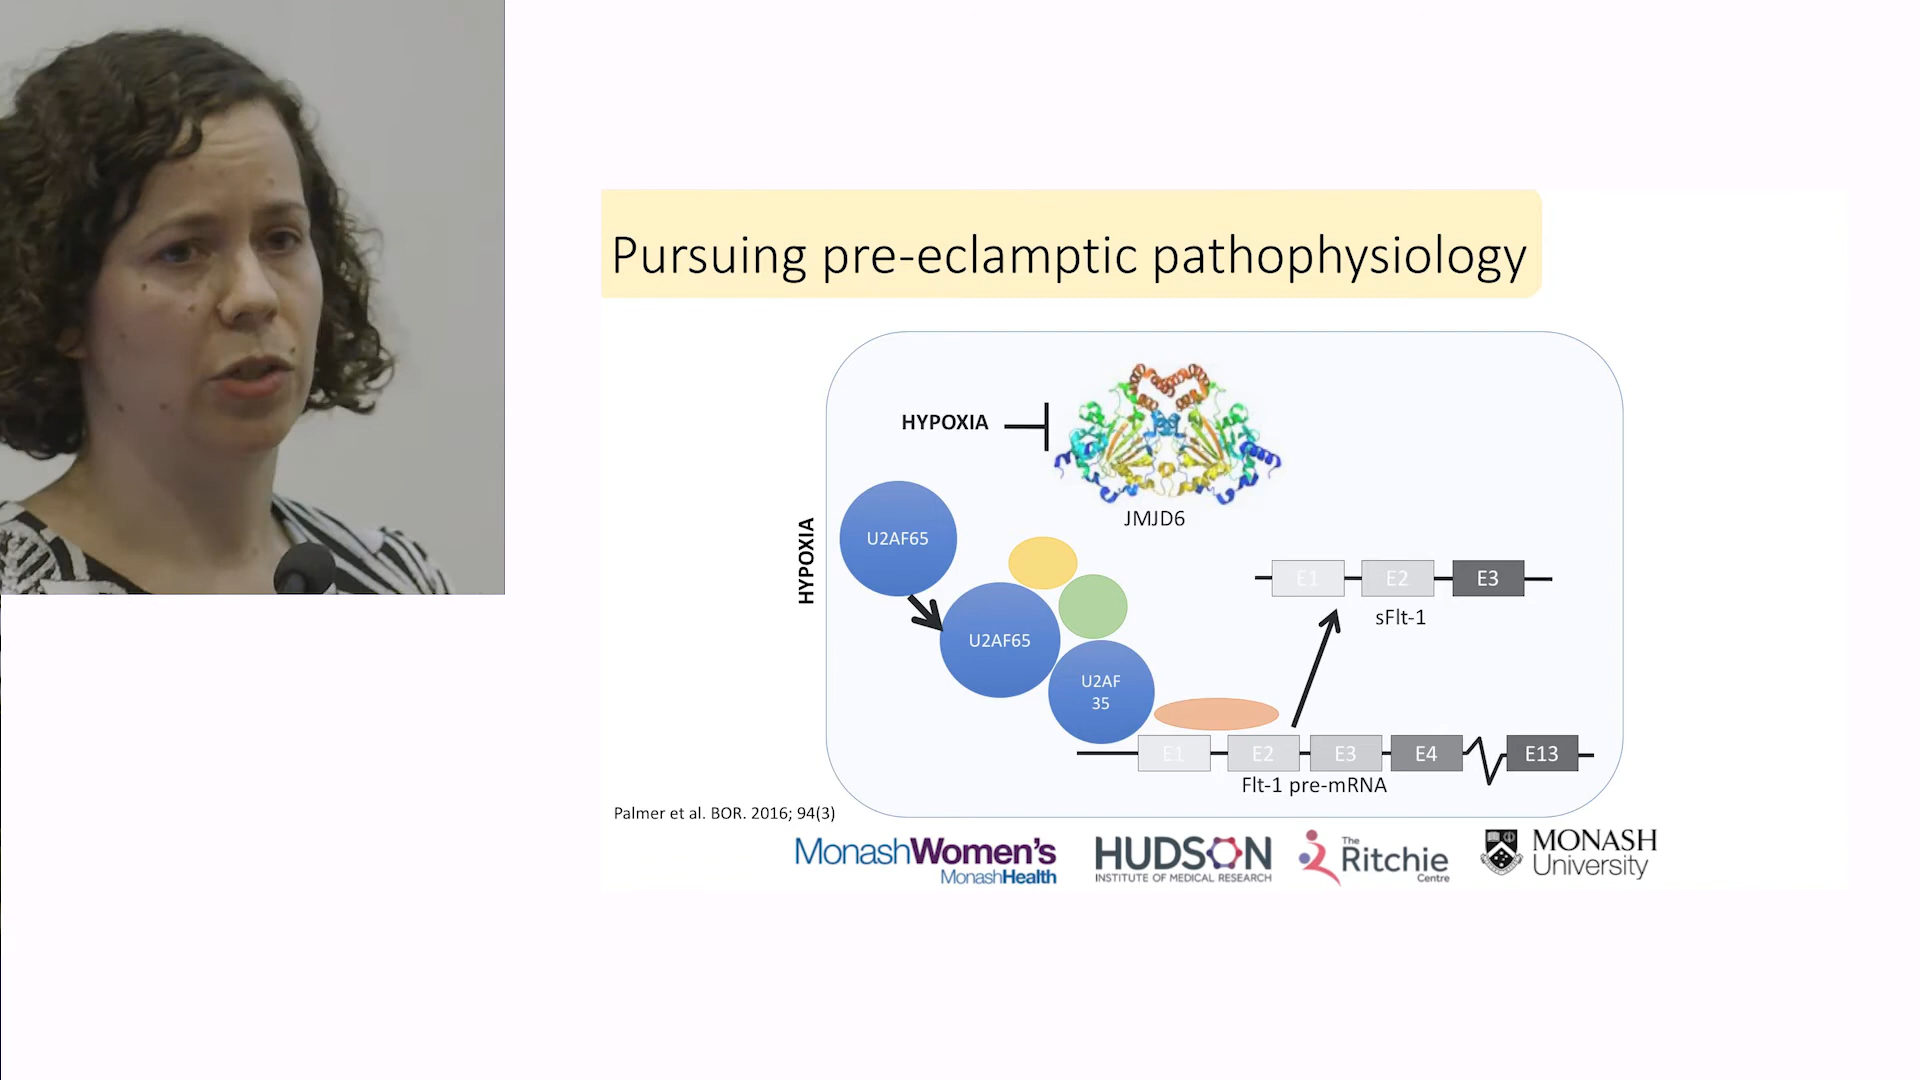 Pursuing pre-eclamptic pathophysiology
HYPOXIA
JMJD6
HYPOXIA
U2AF65
U2AF65
U2AF
35
E1 E2 E3
sFlt-1
E1 E2 E3 E4 E13
Flt-1 pre-mRNA
Palmer et al. BOR. 2016; 94(3)
MonashWomen's
MonashHealth
HUDSON
INSTITUTE OF MEDICAL RESEARCH
The
Ritchie
Centre
MONASH
University